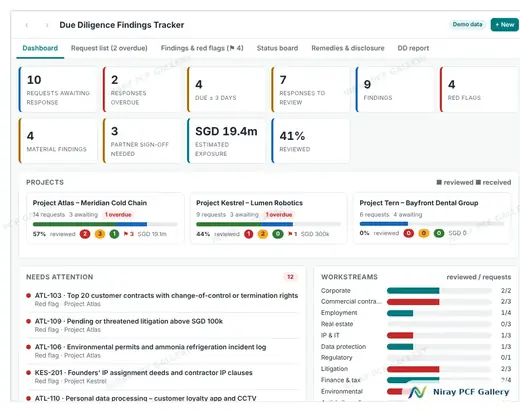 Due Diligence Findings Tracker
Demo data
+ New
Dashboard
Request list (2 overdue)
Findings & red flags (⚑ 4)
Status board
Remedies & disclosure
DD report
10
REQUESTS AWAITING
RESPONSE
2
RESPONSES
OVERDUE
4
DUE ≤ 3 DAYS
7
RESPONSES TO
REVIEW
9
FINDINGS
4
RED FLAGS
4
MATERIAL FINDINGS
3
PARTNER SIGN-OFF
NEEDED
SGD 19.4m
ESTIMATED
EXPOSURE
41%
REVIEWED
PROJECTS
reviewed received
Project Atlas – Meridian Cold Chain
14 requests 3 awaiting 1 overdue
57% reviewed 2 3 1 ⚑ 3 SGD 19.1m
Project Kestrel – Lumen Robotics
9 requests 3 awaiting 1 overdue
44% reviewed 1 2 0 ⚑ 1 SGD 300k
Project Tern – Bayfront Dental Group
6 requests 4 awaiting
0% reviewed 0 0 0 SGD 0
NEEDS ATTENTION
12
ATL-103 · Top 20 customer contracts with change-of-control or termination rights
Red flag · Project Atlas
ATL-109 · Pending or threatened litigation above SGD 100k
Red flag · Project Atlas
ATL-106 · Environmental permits and ammonia refrigeration incident log
Red flag · Project Atlas
KES-201 · Founders' IP assignment deeds and contractor IP clauses
Red flag · Project Kestrel
ATL-110 · Personal data processing – customer loyalty app and CCTV
WORKSTREAMS
reviewed / requests
Corporate 2/2
Commercial contra... 2/3
Employment 1/4
Real estate 0/3
IP & IT 1/3
Data protection 1/3
Regulatory 0/1
Litigation 2/3
Finance & tax 2/4
Environmental
Niray PCF Gallery